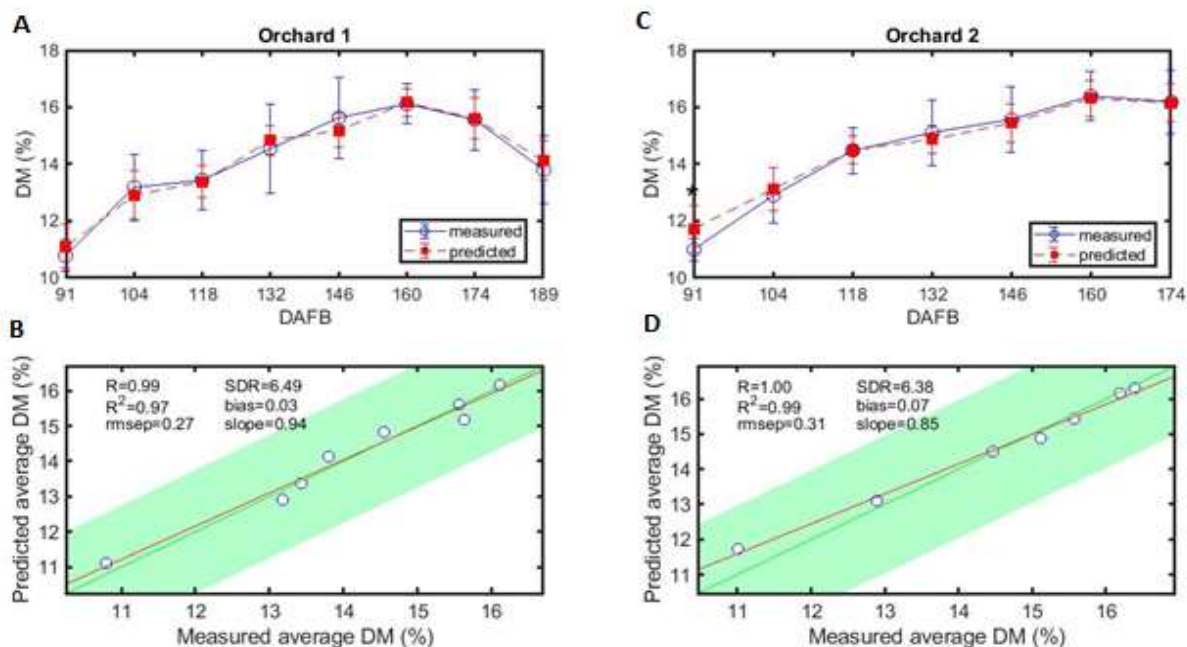 A
Orchard 1
DM (%)
18
16
14
12
10
measured
predicted
91 104 118 132 146 160 174 189
DAFB
C
Orchard 2
DM (%)
18
16
14
12
10
*
measured
predicted
91 104 118 132 146 160 174
DAFB
B
Predicted average DM (%)
16
15
14
13
12
11
R=0.99 SDR=6.49
R²=0.97 bias=0.03
rmsep=0.27 slope=0.94
11 12 13 14 15 16
Measured average DM (%)
D
Predicted average DM (%)
16
15
14
13
12
11
R=1.00 SDR=6.38
R²=0.99 bias=0.07
rmsep=0.31 slope=0.85
11 12 13 14 15 16
Measured average DM (%)